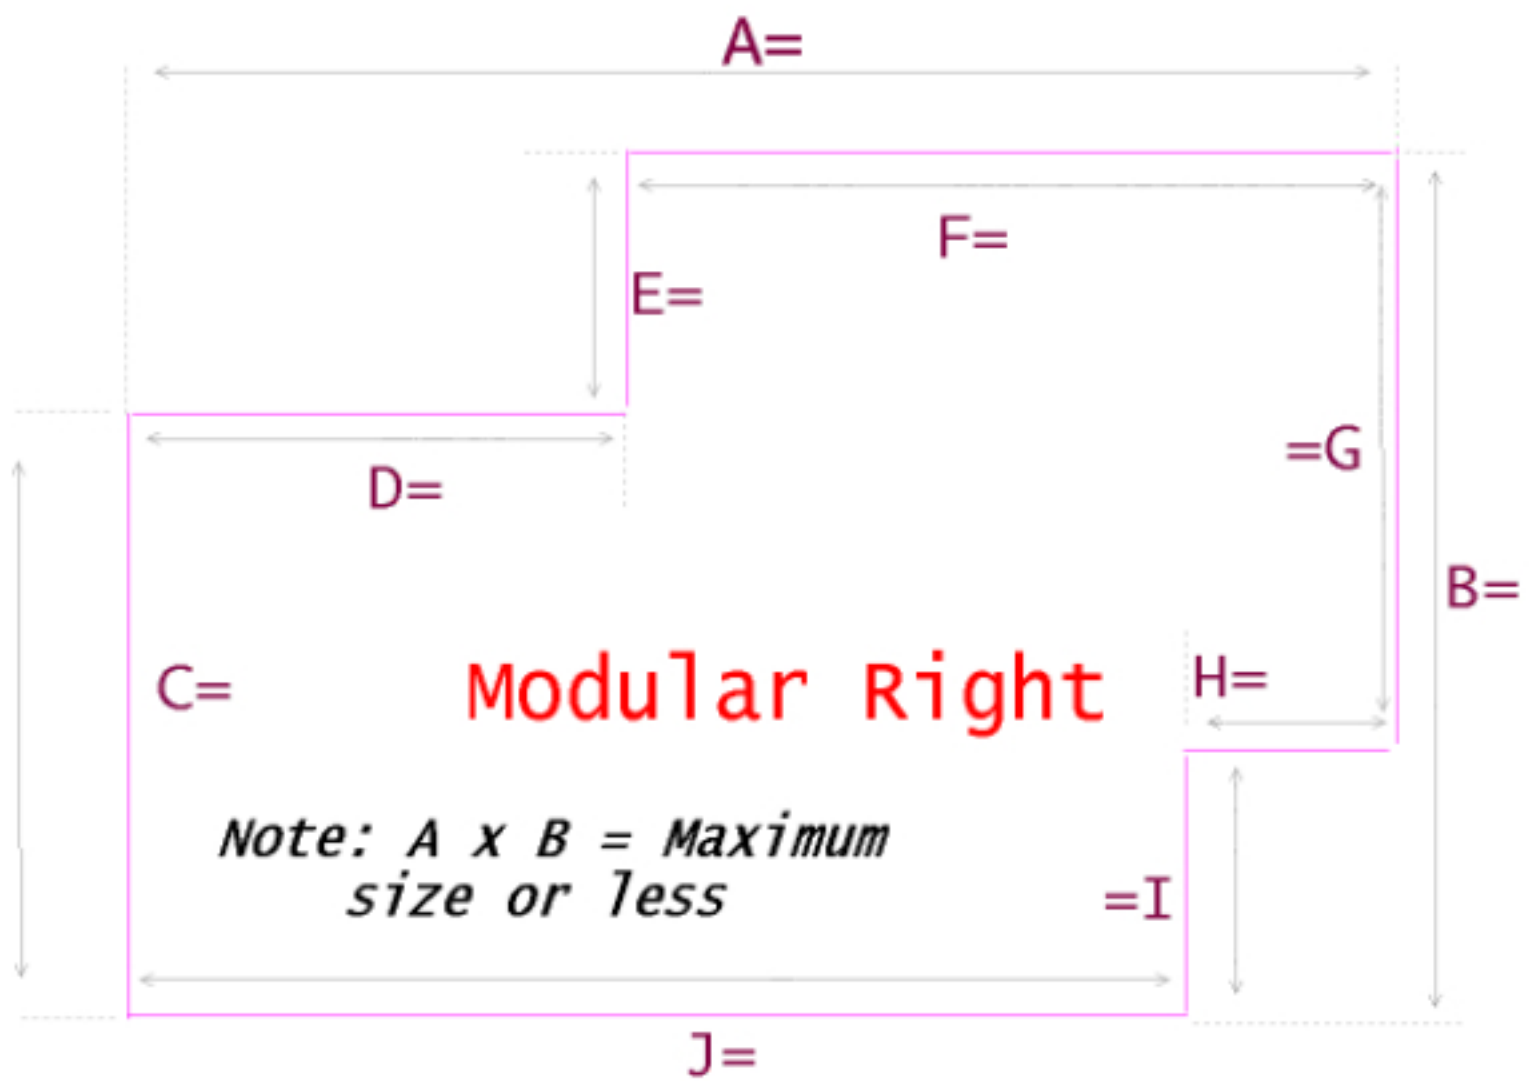 A=
F=
E=
=G
D=
B=
Modular Right
H=
C=
Note: A x B = Maximum
size or less
=I
J=